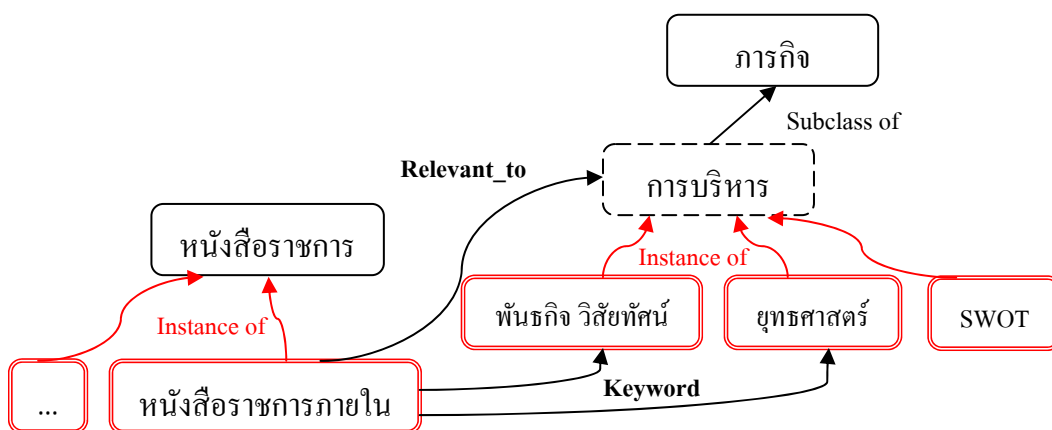 ภารกิจ
Subclass of
Relevant_to
การบริหาร
หนังสือราชการ
Instance of
Instance of
พันธกิจ วิสัยทัศน์
ยุทธศาสตร์
SWOT
...
หนังสือราชการภายใน
Keyword